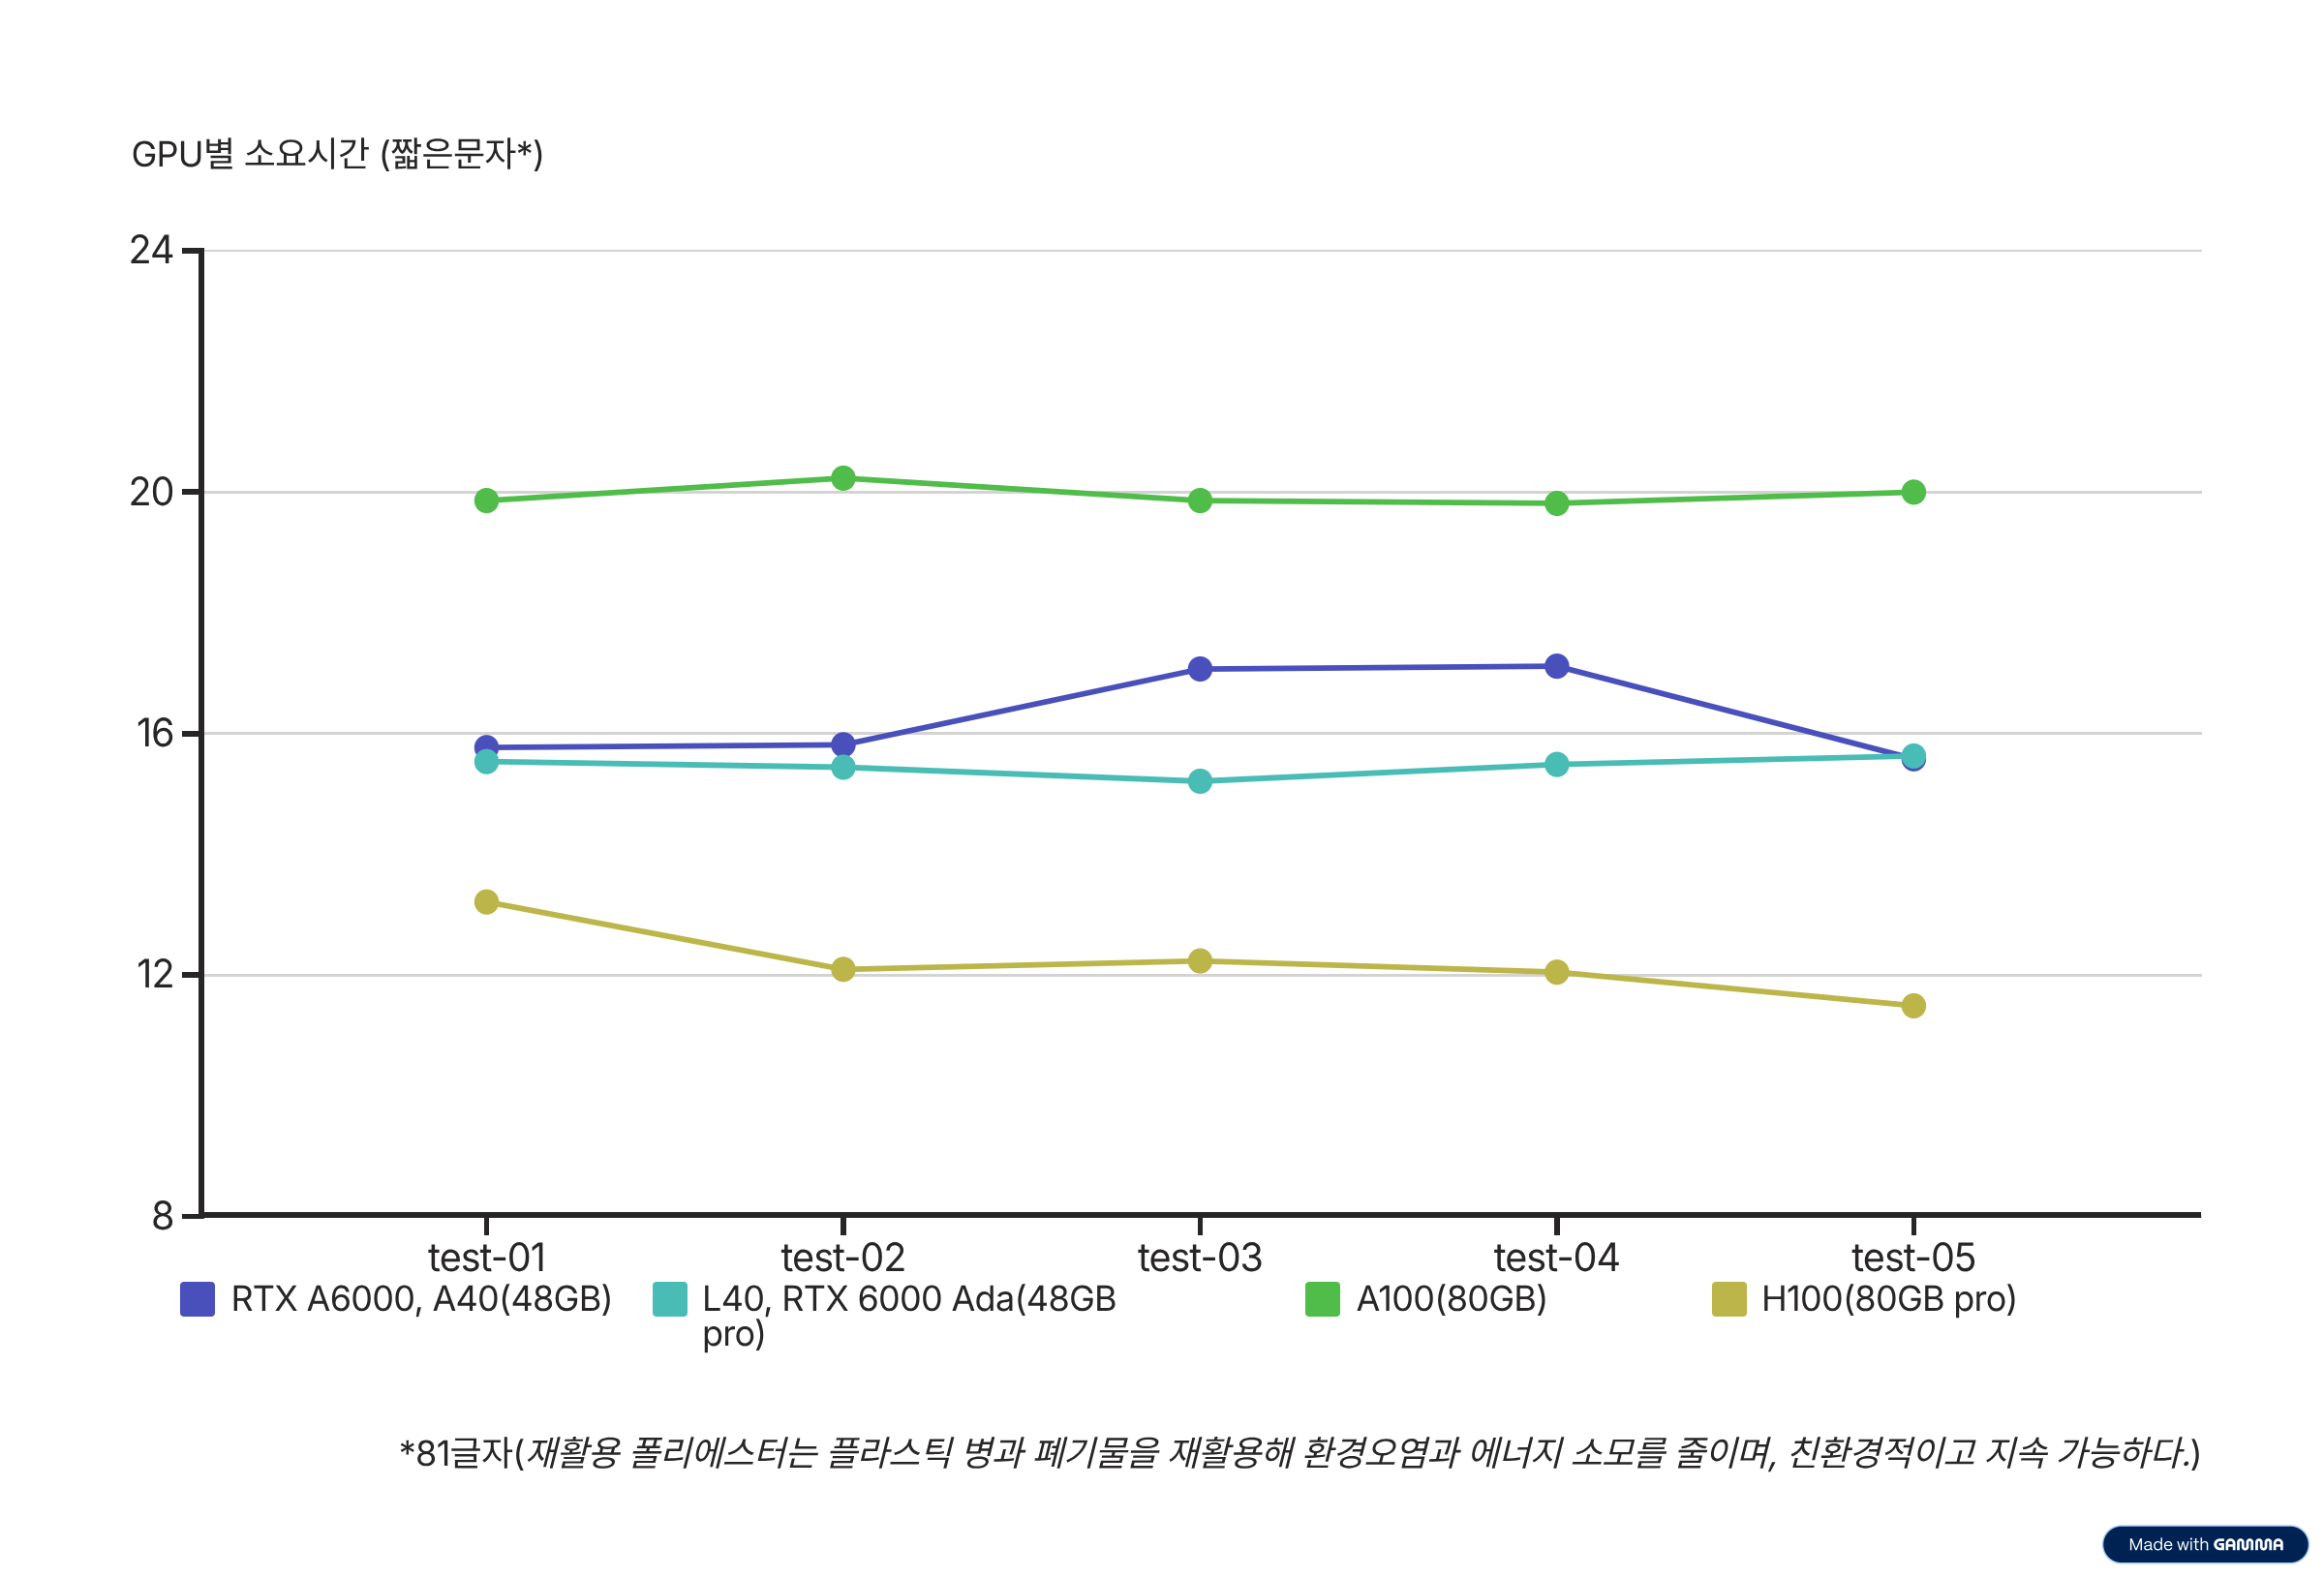 GPU별 소요시간 (짧은문자*)
24
20
16
12
8
test-01 test-02 test-03 test-04 test-05
RTX A6000, A40(48GB) L40, RTX 6000 Ada(48GB A100(80GB) H100(80GB pro)
pro)
*81글자(재활용 폴리에스터는 플라스틱 병과 폐기물을 재활용해 환경오염과 에너지 소모를 줄이며, 친환경적이고 지속 가능하다.)
Made with GAMMA